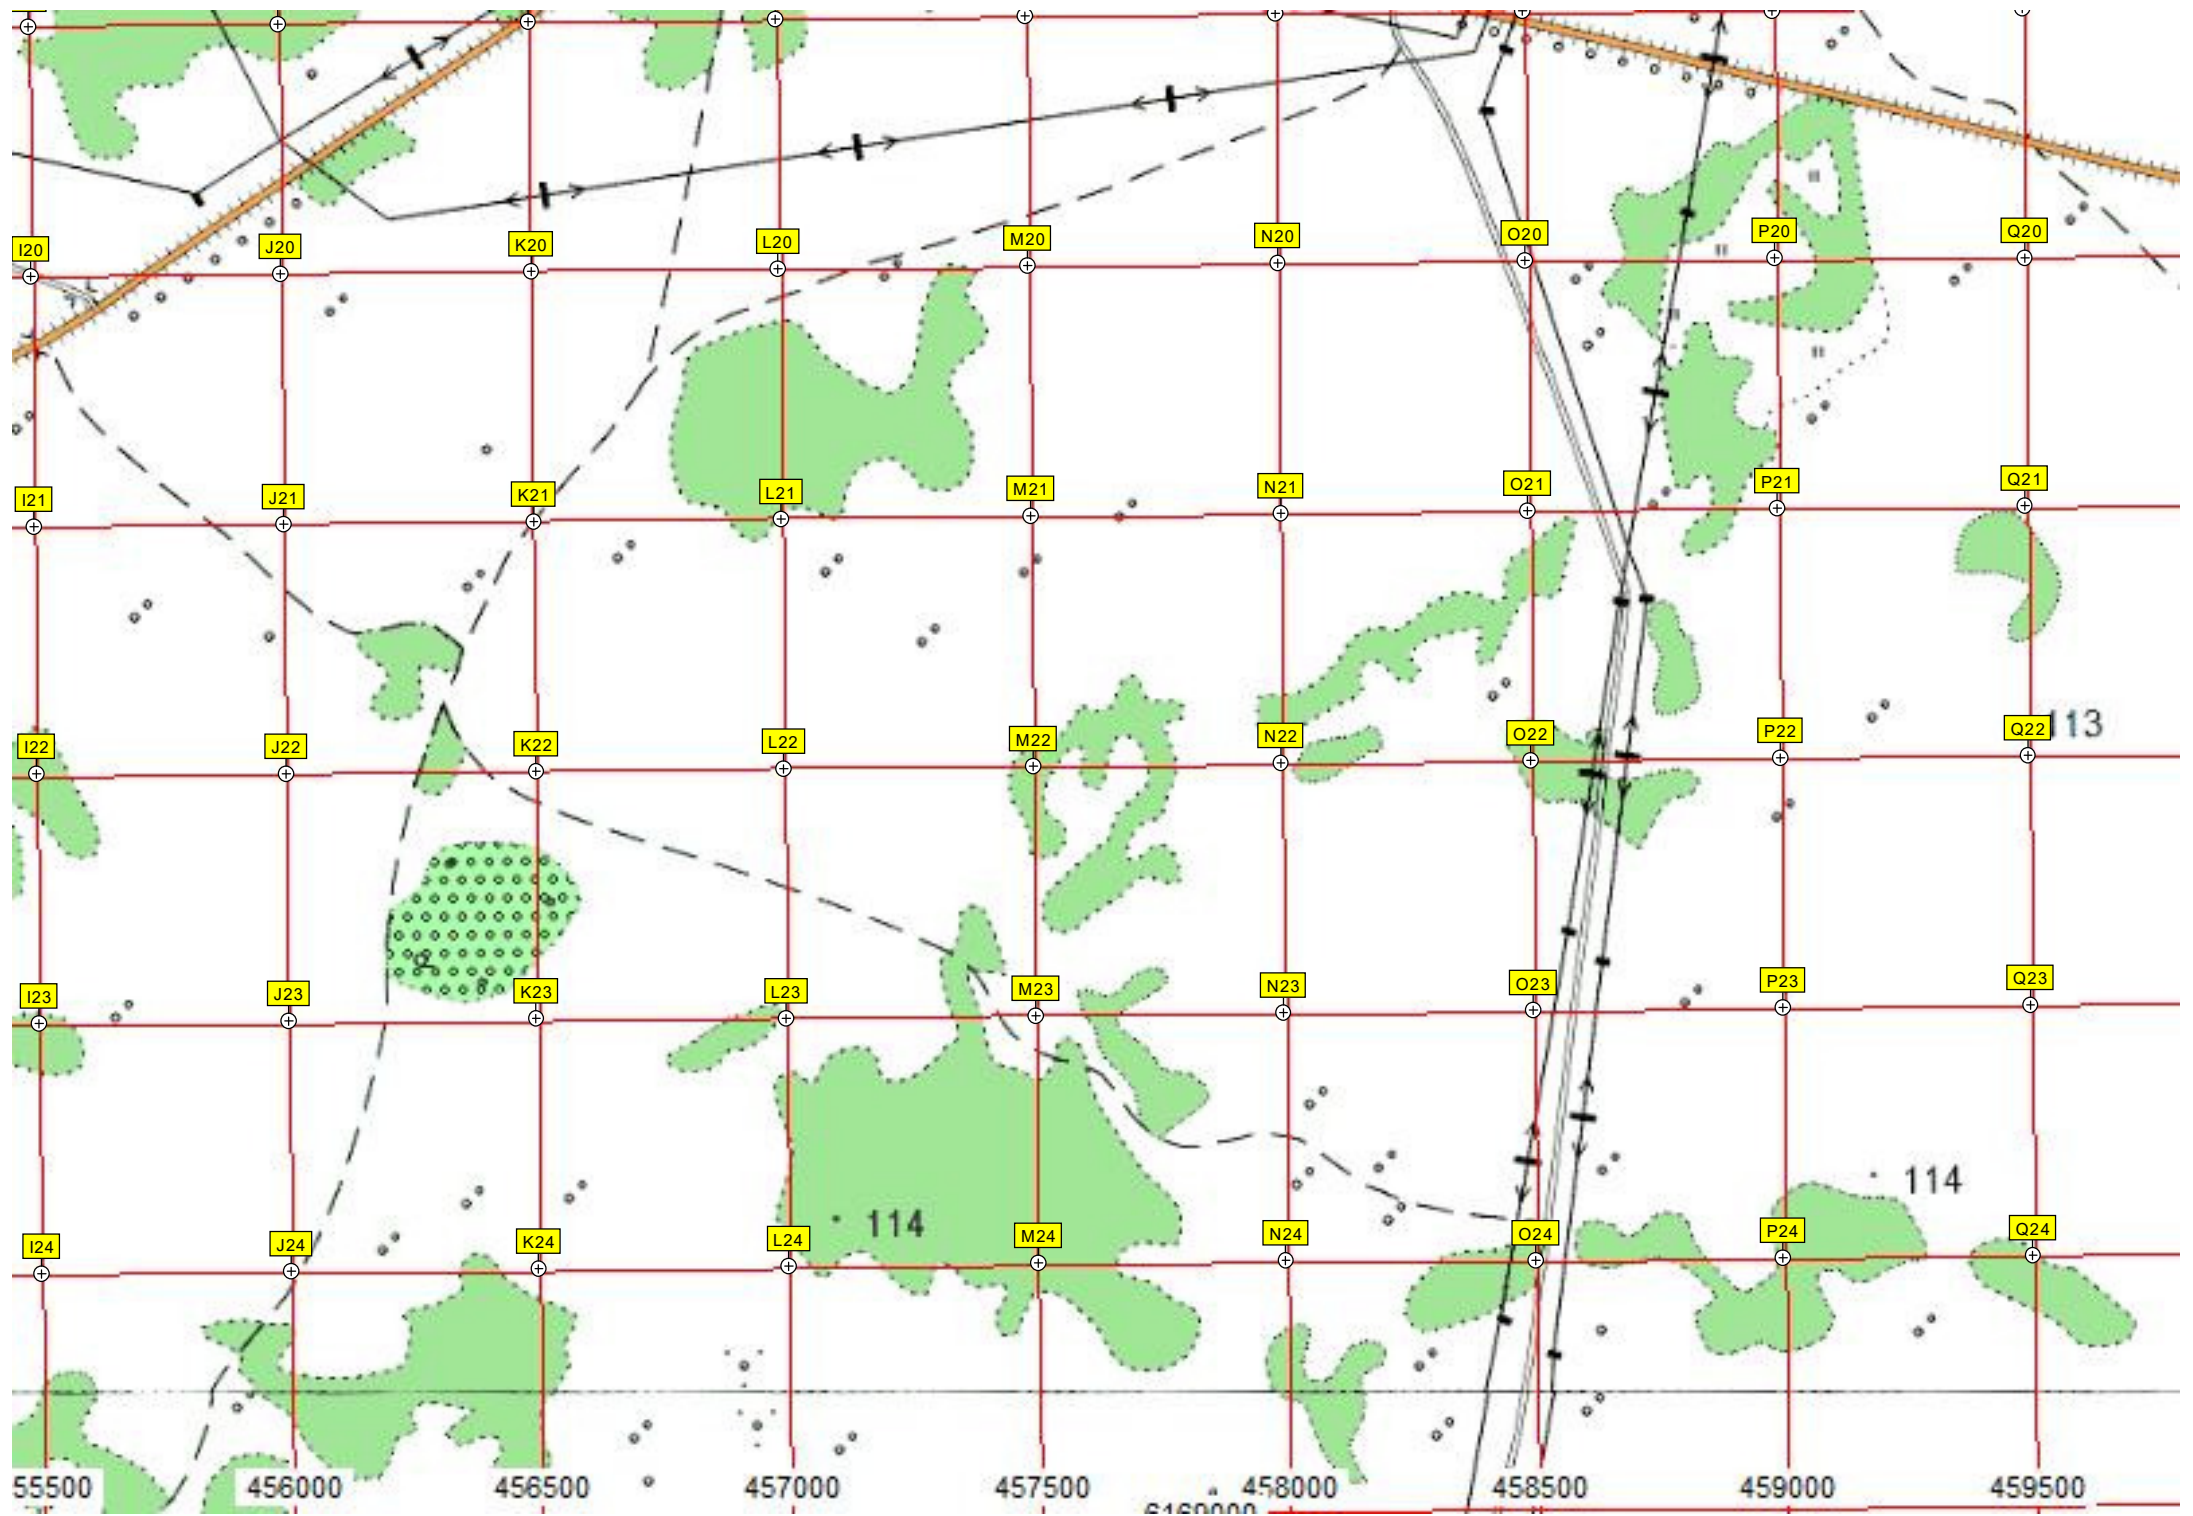 I20 J20 K20 L20 M20 N20 O20 P20 Q20
I21 J21 K21 L21 M21 N21 O21 P21 Q21
113
I22 J22 K22 L22 M22 N22 O22 P22 Q22
I23 J23 K23 L23 M23 N23 O23 P23 Q23
114
114
I24 J24 K24 L24 M24 N24 O24 P24 Q24
55500 456000 456500 457000 457500 458000 458500 459000 459500